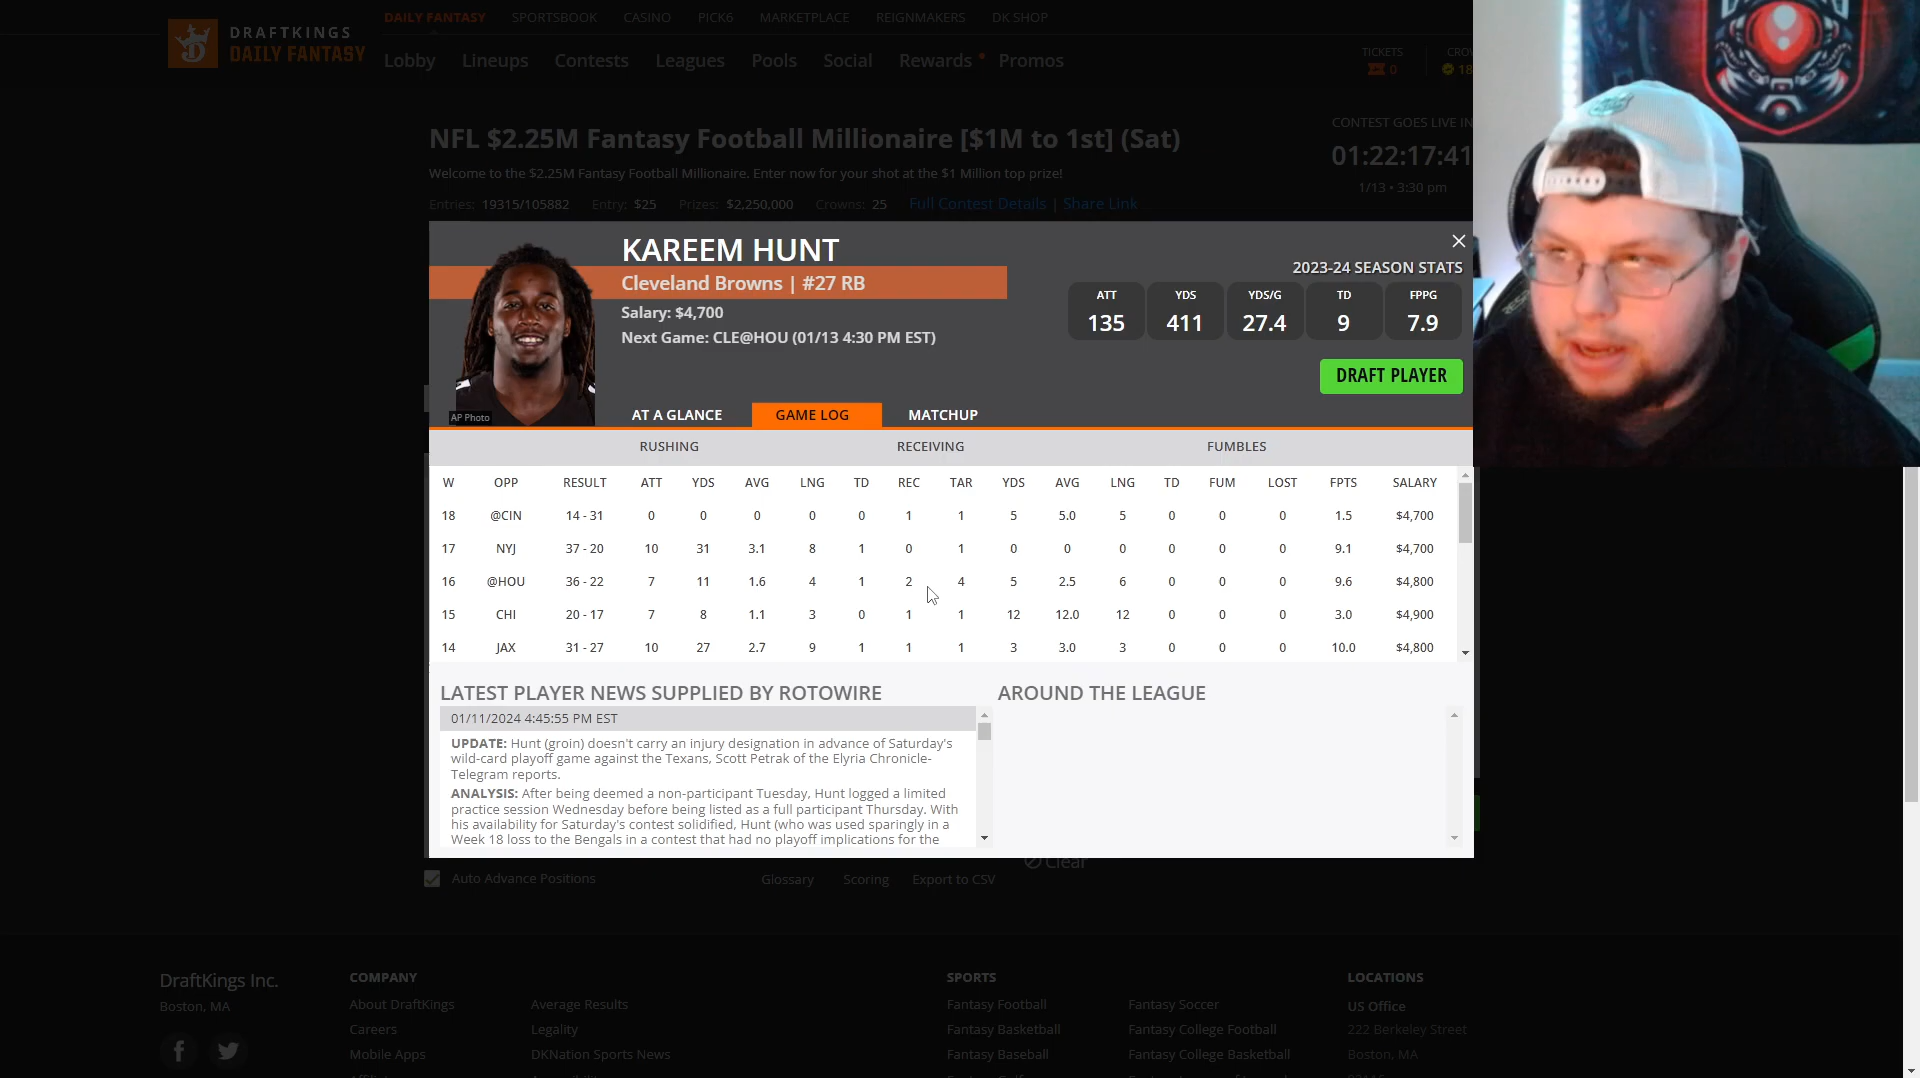 DAILY FANTASY SPORTSBOOK CASINO PICK6 MARKETPLACE REIGNMAKERS DK SHOP
DRAFTKINGS
DAILY FANTASY
Lobby Lineups Contests Leagues Pools Social Rewards Promos
TICKETS
0
CRO
18
NFL $2.25M Fantasy Football Millionaire [$1M to 1st] (Sat)
Welcome to the $2.25M Fantasy Football Millionaire. Enter now for your shot at the $1 Million top prize!
Entries: 19315/105882 Entry: $25 Prizes: $2,250,000 Crowns: 25 Full Contest Details | Share Link
CONTEST GOES LIVE IN
01:22:17:41
1/13 • 3:30 pm
KAREEM HUNT
Cleveland Browns | #27 RB
Salary: $4,700
Next Game: CLE@HOU (01/13 4:30 PM EST)
AP Photo
2023-24 SEASON STATS
ATT YDS YDS/G TD FPPG
135 411 27.4 9 7.9
DRAFT PLAYER
AT A GLANCE GAME LOG MATCHUP
RUSHING RECEIVING FUMBLES
W OPP RESULT ATT YDS AVG LNG TD REC TAR YDS AVG LNG TD FUM LOST FPTS SALARY
18 @CIN 14 - 31 0 0 0 0 0 1 1 5 5.0 5 0 0 0 1.5 $4,700
17 NYJ 37 - 20 10 31 3.1 8 1 0 1 0 0 0 0 0 0 9.1 $4,700
16 @HOU 36 - 22 7 11 1.6 4 1 2 4 5 2.5 6 0 0 0 9.6 $4,800
15 CHI 20 - 17 7 8 1.1 3 0 1 1 12 12.0 12 0 0 0 3.0 $4,900
14 JAX 31 - 27 10 27 2.7 9 1 1 1 3 3.0 3 0 0 0 10.0 $4,800
LATEST PLAYER NEWS SUPPLIED BY ROTOWIRE
01/11/2024 4:45:55 PM EST
UPDATE: Hunt (groin) doesn't carry an injury designation in advance of Saturday's
wild-card playoff game against the Texans, Scott Petrak of the Elyria Chronicle-
Telegram reports.
ANALYSIS: After being deemed a non-participant Tuesday, Hunt logged a limited
practice session Wednesday before being listed as a full participant Thursday. With
his availability for Saturday's contest solidified, Hunt (who was used sparingly in a
Week 18 loss to the Bengals in a contest that had no playoff implications for the
AROUND THE LEAGUE
Clear
Auto Advance Positions Glossary Scoring Export to CSV
DraftKings Inc.
Boston, MA
COMPANY
About DraftKings
Careers
Mobile Apps
Average Results
Legality
DKNation Sports News
SPORTS
Fantasy Football
Fantasy Basketball
Fantasy Baseball
Fantasy Soccer
Fantasy College Football
Fantasy College Basketball
LOCATIONS
US Office
222 Berkeley Street
Boston, MA